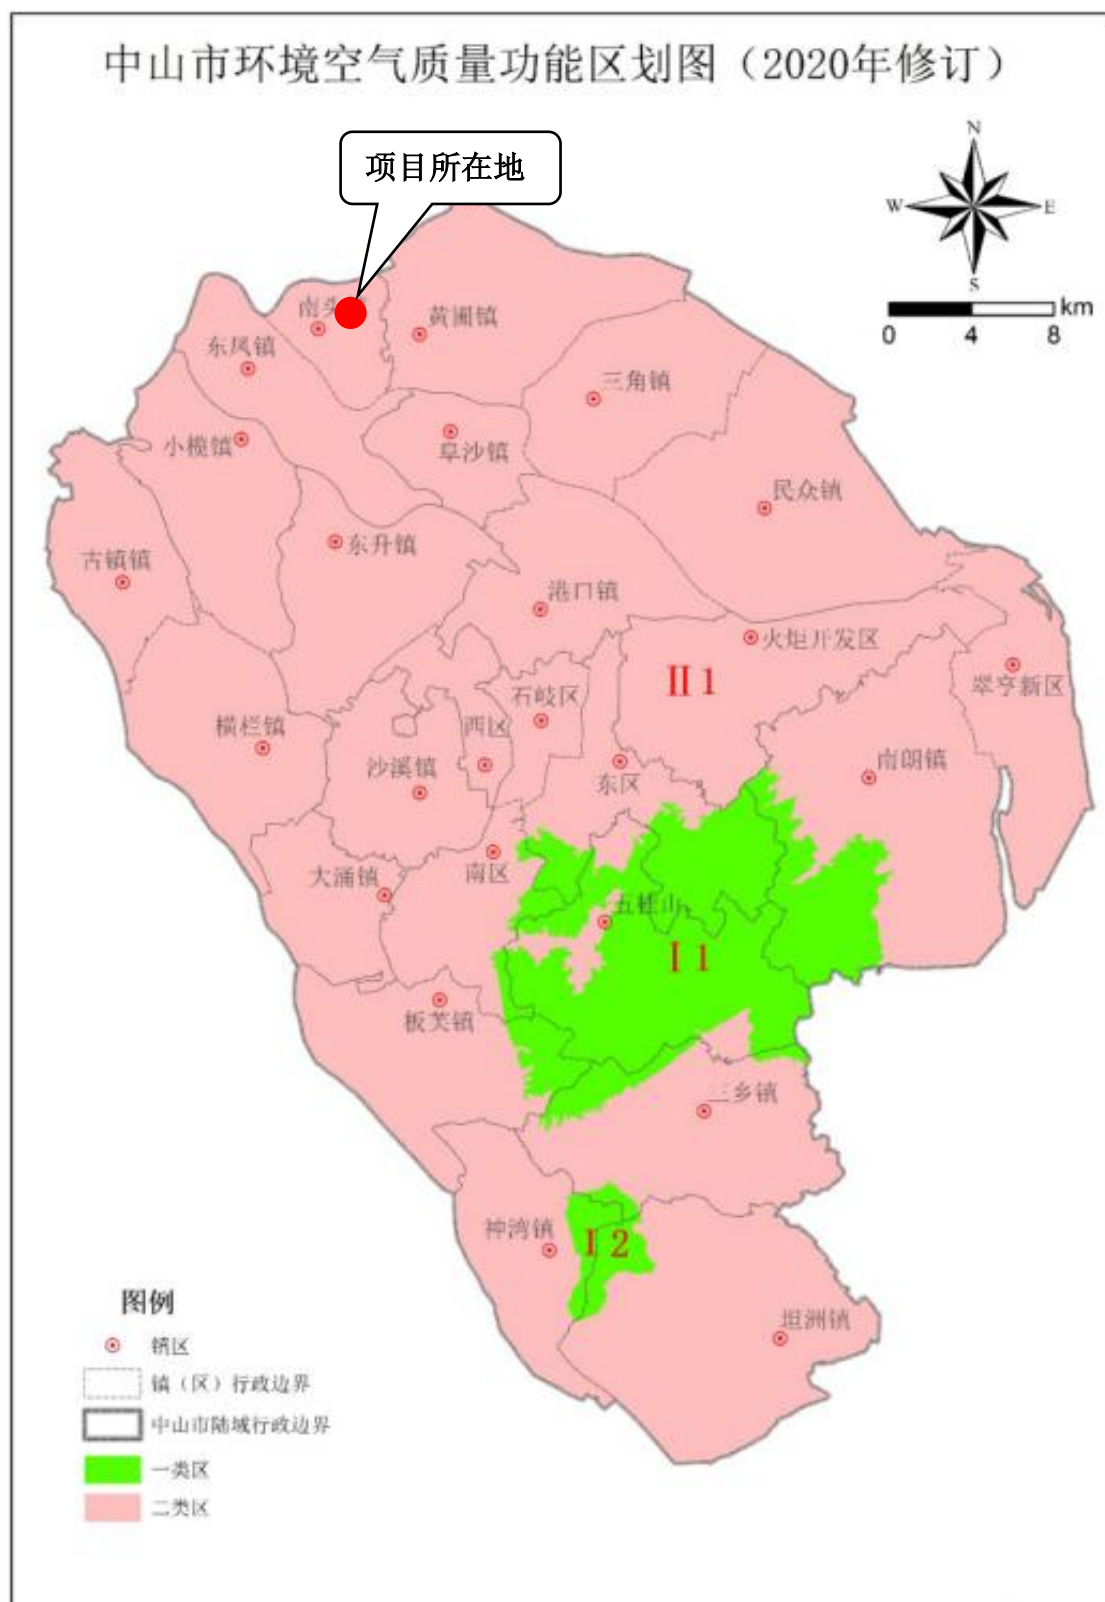 中山市环境空气质量功能区划图（2020年修订）
项目所在地
N
W
E
S
km
0 4 8
南头
黄圃镇
东凤镇
三角镇
小榄镇
阜沙镇
民众镇
东升镇
古镇镇
港口镇
火炬开发区
II 1
翠亨新区
石岐区
横栏镇
西区
沙溪镇
东区
南朗镇
南区
大涌镇
五桂山
I 1
板芙镇
三乡镇
神湾镇
I 2
坦洲镇
图例
镇区
镇（区）行政边界
中山市陆域行政边界
一类区
二类区